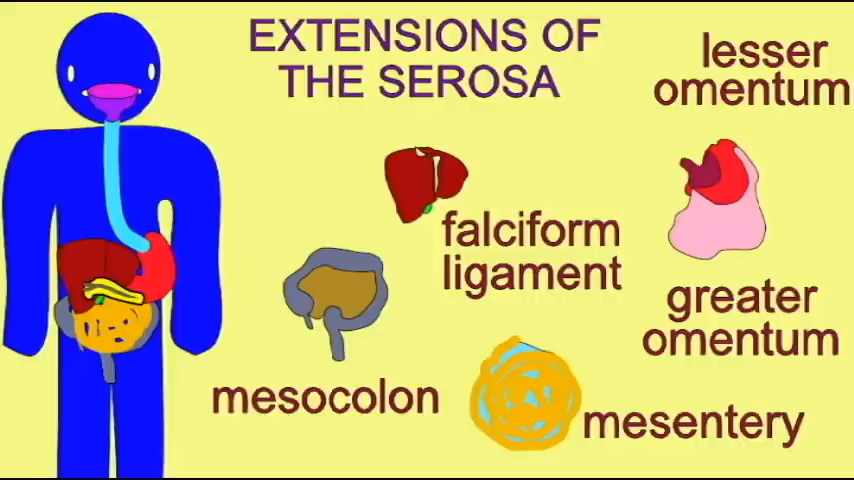 EXTENSIONS OF
THE SEROSA
lesser
omentum
falciform
ligament
greater
omentum
mesocolon
mesentery